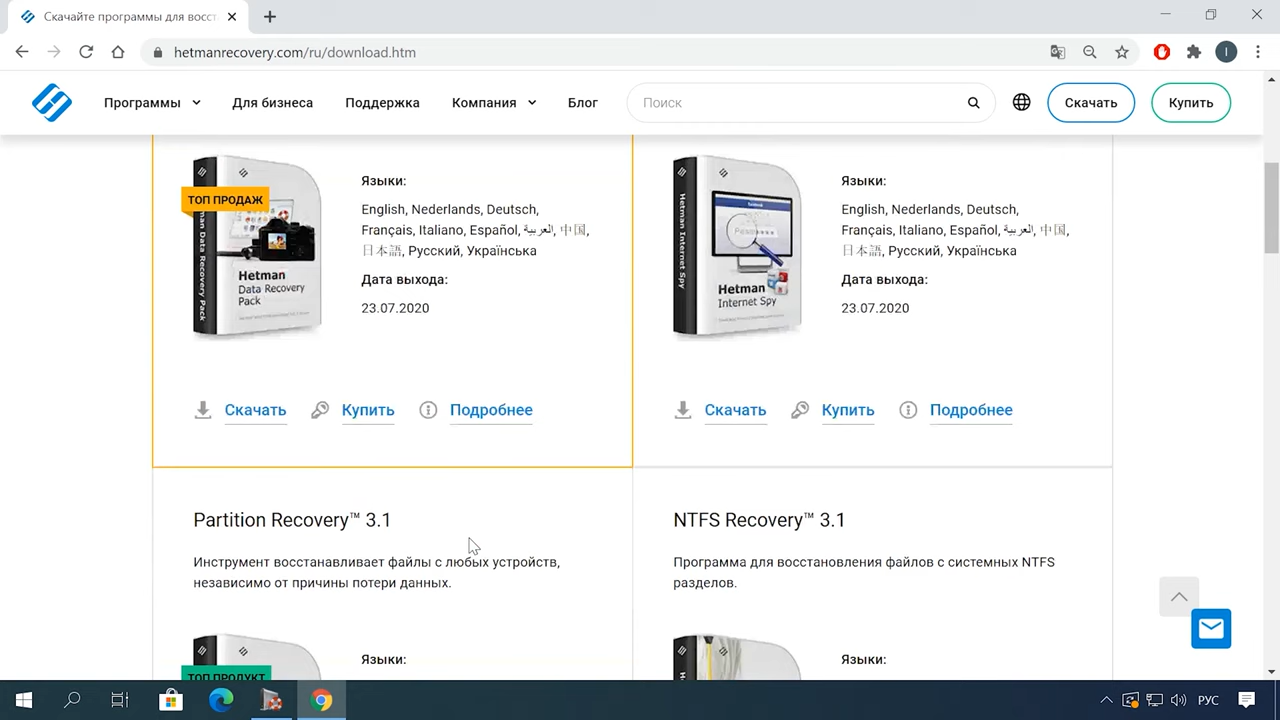 Скачайте программы для восст
hetmanrecovery.com/ru/download.htm
I
Программы
Для бизнеса
Поддержка
Компания
Блог
Поиск
Скачать
Купить
ТОП ПРОДАЖ
Hetman
Data Recovery
Pack
Языки:
English, Nederlands, Deutsch,
Français, Italiano, Español, العربية, 中国,
日本語, Русский, Українська
Дата выхода:
23.07.2020
Скачать
Купить
Подробнее
Hetman Internet Spy
Hetman
Internet Spy
Языки:
English, Nederlands, Deutsch,
Français, Italiano, Español, العربية, 中国,
日本語, Русский, Українська
Дата выхода:
23.07.2020
Скачать
Купить
Подробнее
Partition Recovery™ 3.1
Инструмент восстанавливает файлы с любых устройств,
независимо от причины потери данных.
ТОП ПРОДУКТ
Языки:
NTFS Recovery™ 3.1
Программа для восстановления файлов с системных NTFS
разделов.
Языки:
РУС